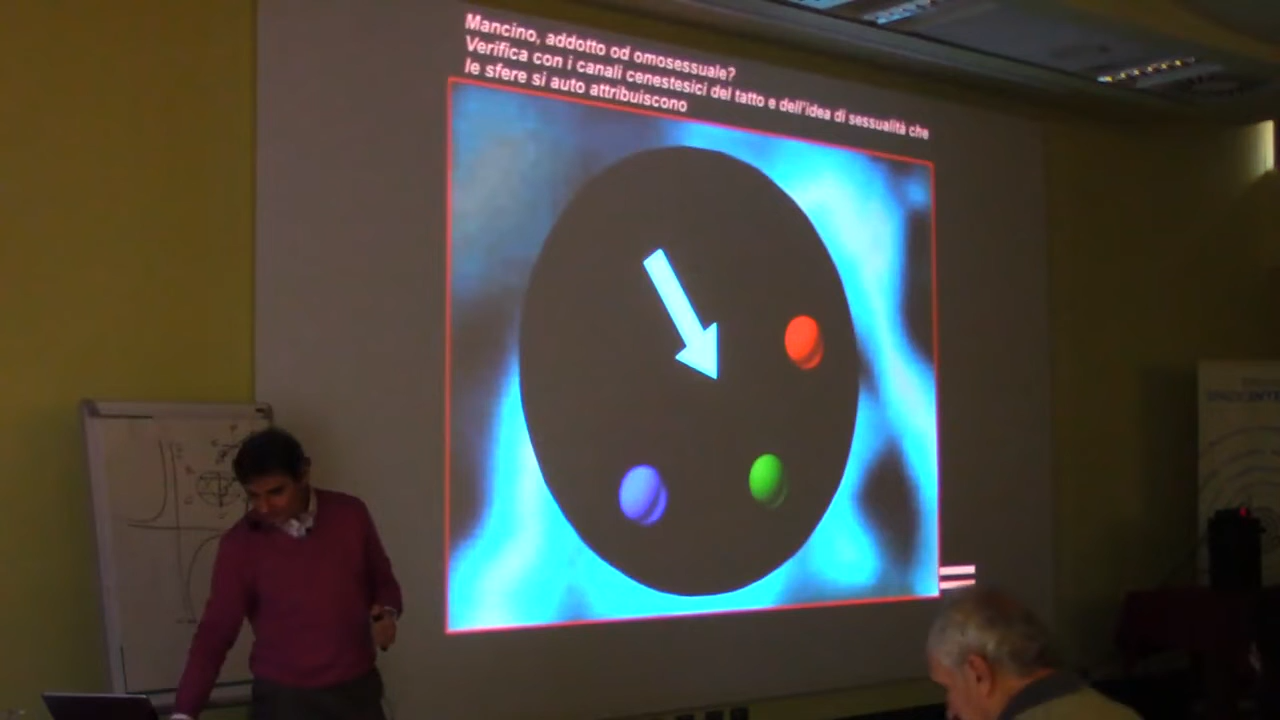 Mancino, addotto od omosessuale?
Verifica con i canali cenestesici del tatto e dell'idea di sessualità che
le sfere si auto attribuiscono